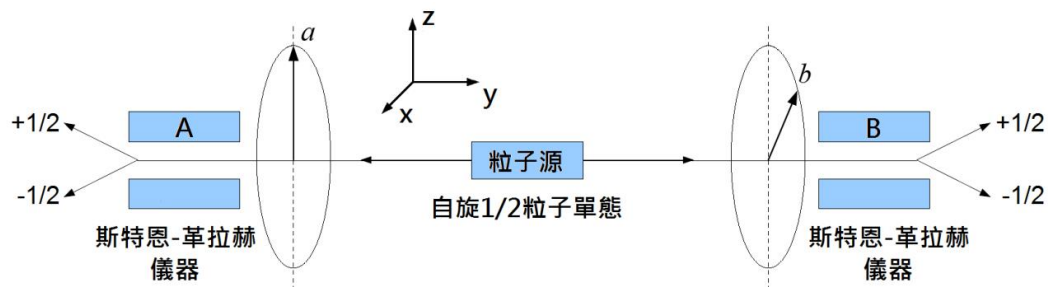 a
z
y
x
b
+1/2
A
-1/2
斯特恩-革拉赫
儀器
粒子源
自旋1/2粒子單態
B
+1/2
-1/2
斯特恩-革拉赫
儀器